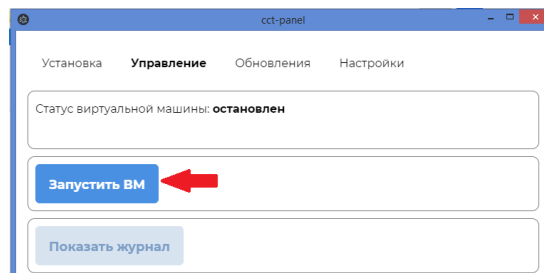 cct-panel
Установка Управление Обновления Настройки
Статус виртуальной машины: остановлен
Запустить ВМ
Показать журнал